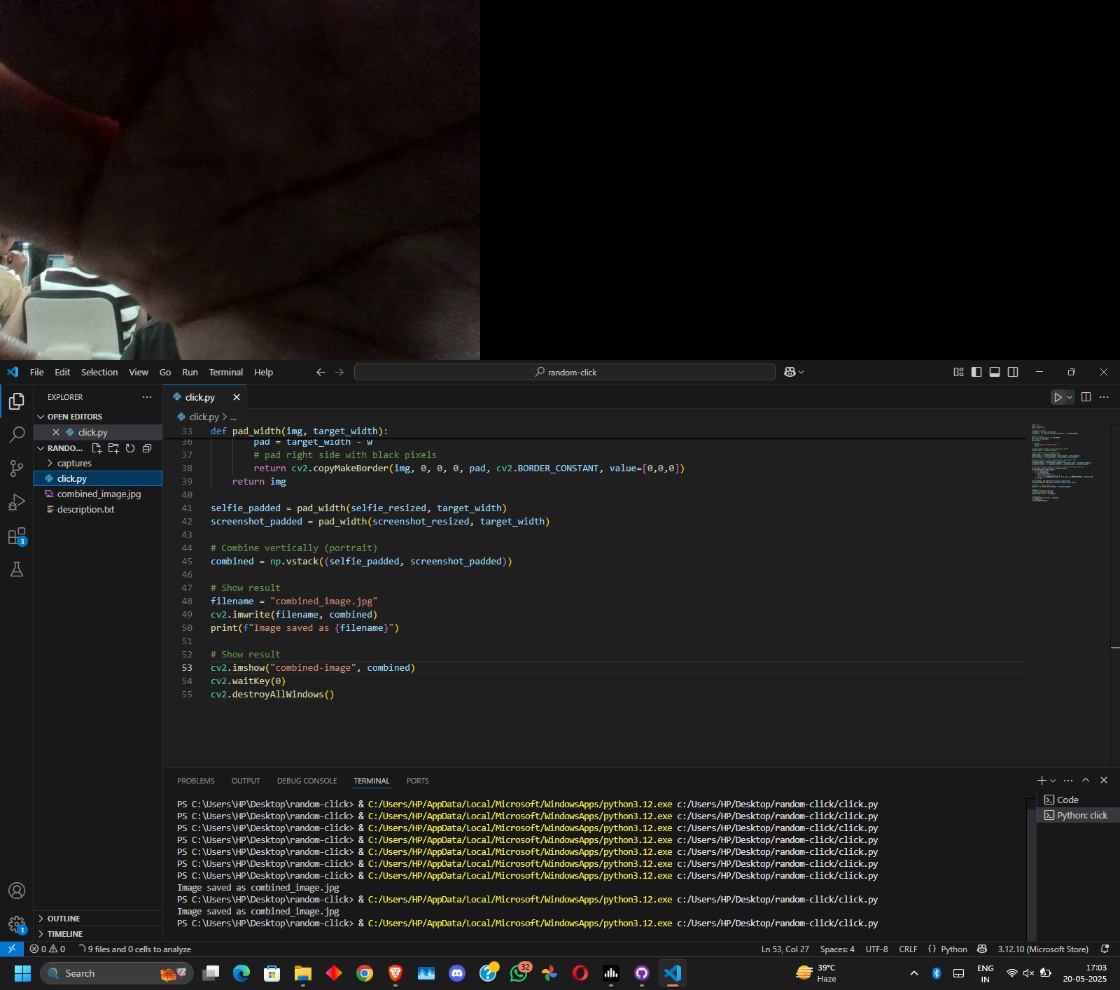 File Edit Selection View Go Run Terminal Help
random-click
EXPLORER
OPEN EDITORS
click.py
RANDO...
captures
click.py
combined_image.jpg
description.txt
OUTLINE
TIMELINE
click.py
click.py > ...
33 def pad_width(img, target_width):
36 pad = target_width - w
37 # pad right side with black pixels
38 return cv2.copyMakeBorder(img, 0, 0, 0, pad, cv2.BORDER_CONSTANT, value=[0,0,0])
39 return img
40
41 selfie_padded = pad_width(selfie_resized, target_width)
42 screenshot_padded = pad_width(screenshot_resized, target_width)
43
44 # Combine vertically (portrait)
45 combined = np.vstack((selfie_padded, screenshot_padded))
46
47 # Show result
48 filename = "combined_image.jpg"
49 cv2.imwrite(filename, combined)
50 print(f"Image saved as {filename}")
51
52 # Show result
53 cv2.imshow("combined-image", combined)
54 cv2.waitKey(0)
55 cv2.destroyAllWindows()
PROBLEMS OUTPUT DEBUG CONSOLE TERMINAL PORTS
PS C:\Users\HP\Desktop\random-click> & C:/Users/HP/AppData/Local/Microsoft/WindowsApps/python3.12.exe c:/Users/HP/Desktop/random-click/click.py
PS C:\Users\HP\Desktop\random-click> & C:/Users/HP/AppData/Local/Microsoft/WindowsApps/python3.12.exe c:/Users/HP/Desktop/random-click/click.py
PS C:\Users\HP\Desktop\random-click> & C:/Users/HP/AppData/Local/Microsoft/WindowsApps/python3.12.exe c:/Users/HP/Desktop/random-click/click.py
PS C:\Users\HP\Desktop\random-click> & C:/Users/HP/AppData/Local/Microsoft/WindowsApps/python3.12.exe c:/Users/HP/Desktop/random-click/click.py
PS C:\Users\HP\Desktop\random-click> & C:/Users/HP/AppData/Local/Microsoft/WindowsApps/python3.12.exe c:/Users/HP/Desktop/random-click/click.py
PS C:\Users\HP\Desktop\random-click> & C:/Users/HP/AppData/Local/Microsoft/WindowsApps/python3.12.exe c:/Users/HP/Desktop/random-click/click.py
PS C:\Users\HP\Desktop\random-click> & C:/Users/HP/AppData/Local/Microsoft/WindowsApps/python3.12.exe c:/Users/HP/Desktop/random-click/click.py
Image saved as combined_image.jpg
PS C:\Users\HP\Desktop\random-click> & C:/Users/HP/AppData/Local/Microsoft/WindowsApps/python3.12.exe c:/Users/HP/Desktop/random-click/click.py
Image saved as combined_image.jpg
PS C:\Users\HP\Desktop\random-click> & C:/Users/HP/AppData/Local/Microsoft/WindowsApps/python3.12.exe c:/Users/HP/Desktop/random-click/click.py
Code
Python: click
3
1
0 0 9 files and 0 cells to analyze
Ln 53, Col 27 Spaces: 4 UTF-8 CRLF {} Python 3.12.10 (Microsoft Store)
Search
32
39°C
Haze
ENG
IN
17:03
20-05-2025